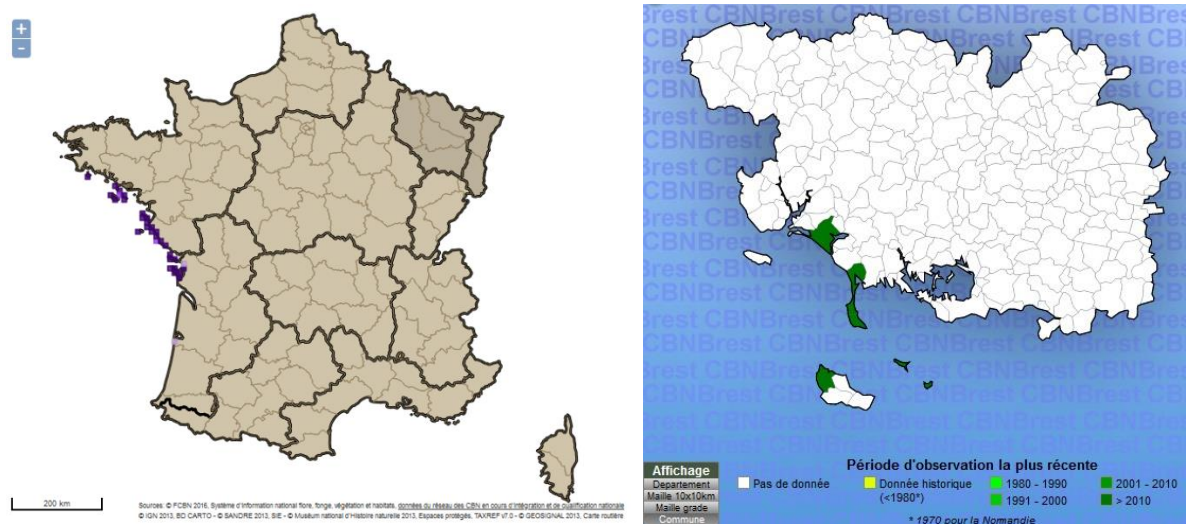 +
–
200 km
Sources: © FCBN 2016, Système d'information national flore, fonge, végétation et habitats, données du réseau des CBN en cours d'intégration et de qualification nationale
© IGN 2013, BD CARTO - © SANDRE 2013, SIE - © Muséum national d'Histoire naturelle 2013, Espaces protégés, TAXREF v7.0 - © GEOSIGNAL 2013, Carte routière
CBNBrest CBNBrest CBNBrest
Affichage
Departement
Maille 10x10km
Maille grade
Commune
Période d'observation la plus récente
Pas de donnée
Donnée historique
(<1980*)
1980 - 1990
1991 - 2000
2001 - 2010
> 2010
* 1970 pour la Normandie